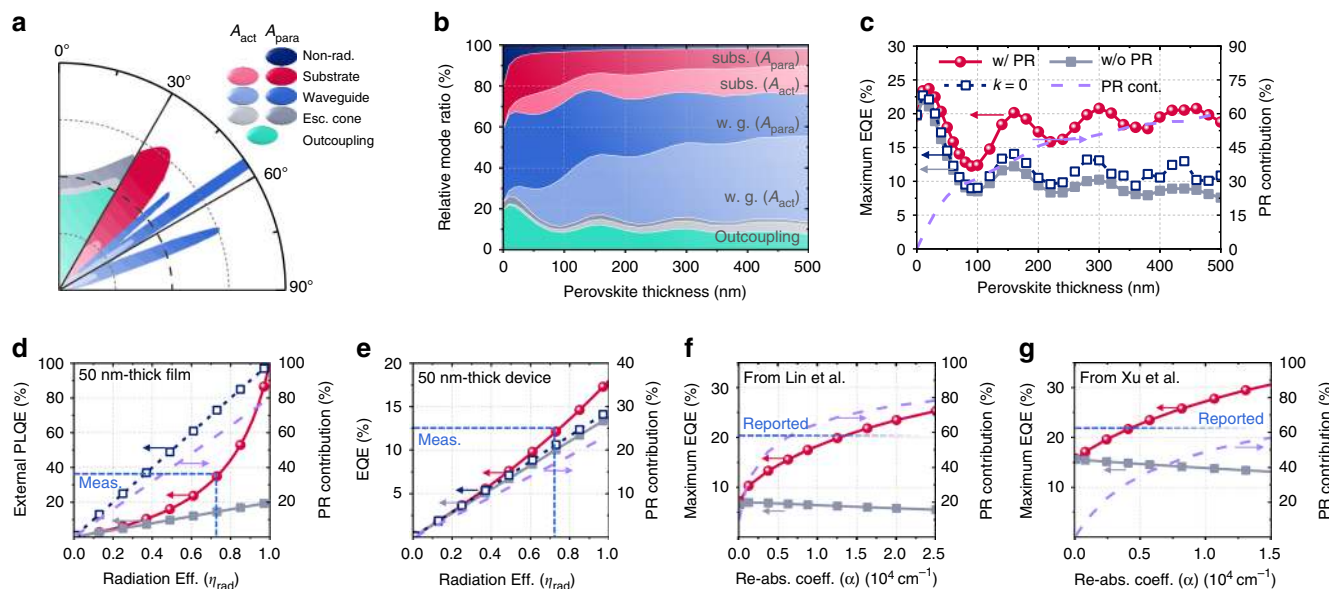 a
A_act A_para
Non-rad.
Substrate
Waveguide
Esc. cone
Outcoupling
0°
30°
60°
90°
b
Relative mode ratio (%)
100
80
60
40
20
0
subs. (A_para)
subs. (A_act)
w. g. (A_para)
w. g. (A_act)
Outcoupling
0 100 200 300 400 500
Perovskite thickness (nm)
c
Maximum EQE (%)
30
25
20
15
10
5
0
w/ PR w/o PR
k = 0 PR cont.
90
75
60
45
30
15
0
PR contribution (%)
0 100 200 300 400 500
Perovskite thickness (nm)
d
External PLQE (%)
100
80
60
40
20
50 nm-thick film
Meas.
100
80
60
40
20
0
PR contribution (%)
0.0 0.2 0.4 0.6 0.8 1.0
Radiation Eff. (η_rad)
e
EQE (%)
20
15
10
5
50 nm-thick device
Meas.
40
30
20
10
0
PR contribution (%)
0.0 0.2 0.4 0.6 0.8 1.0
Radiation Eff. (η_rad)
f
Maximum EQE (%)
30
20
10
0
From Lin et al.
Reported
100
80
60
40
20
0
PR contribution (%)
0.0 0.5 1.0 1.5 2.0 2.5
Re-abs. coeff. (α) (10⁴ cm⁻¹)
g
Maximum EQE (%)
30
20
10
0
From Xu et al.
Reported
100
80
60
40
20
0
PR contribution (%)
0.0 0.5 1.0 1.5
Re-abs. coeff. (α) (10⁴ cm⁻¹)